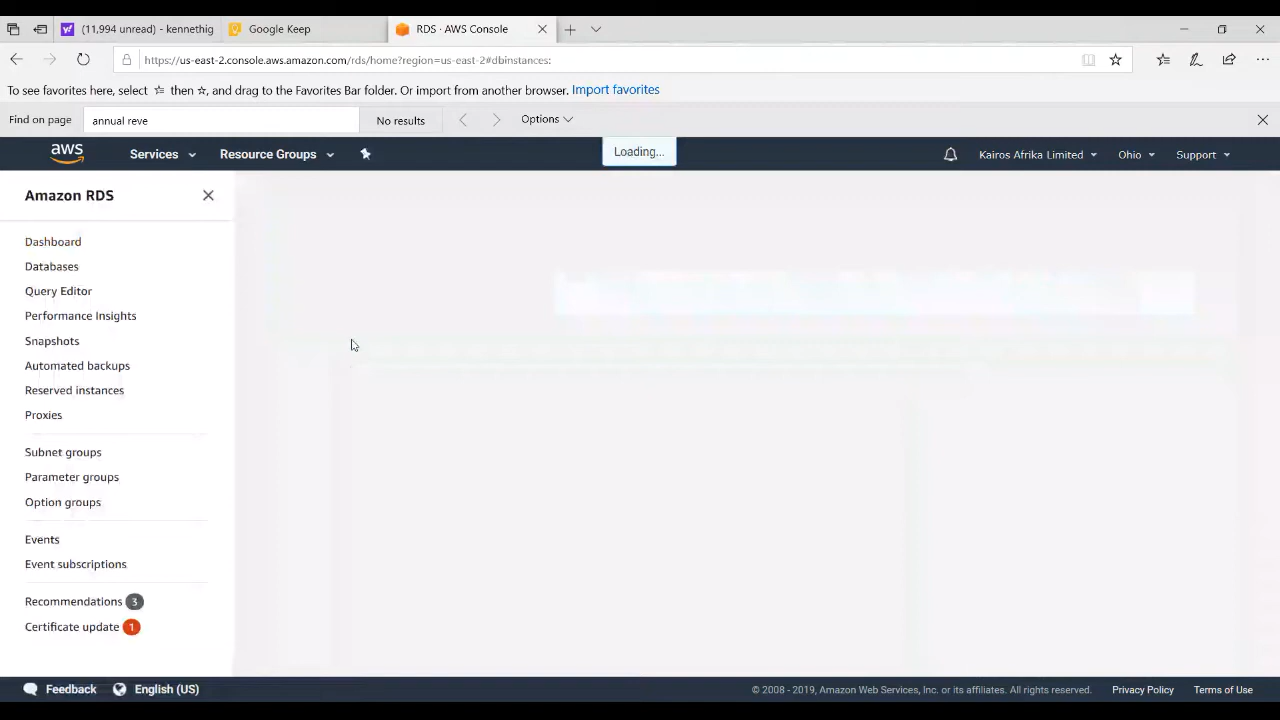 (11,994 unread) - kennethig
Google Keep
RDS · AWS Console
https://us-east-2.console.aws.amazon.com/rds/home?region=us-east-2#dbinstances:
To see favorites here, select then ☆, and drag to the Favorites Bar folder. Or import from another browser. Import favorites
Find on page
annual reve
No results
Options
aws
Services
Resource Groups
Loading...
Kairos Afrika Limited
Ohio
Support
Amazon RDS
Dashboard
Databases
Query Editor
Performance Insights
Snapshots
Automated backups
Reserved instances
Proxies
Subnet groups
Parameter groups
Option groups
Events
Event subscriptions
Recommendations 3
Certificate update 1
Feedback
English (US)
© 2008 - 2019, Amazon Web Services, Inc. or its affiliates. All rights reserved.
Privacy Policy
Terms of Use